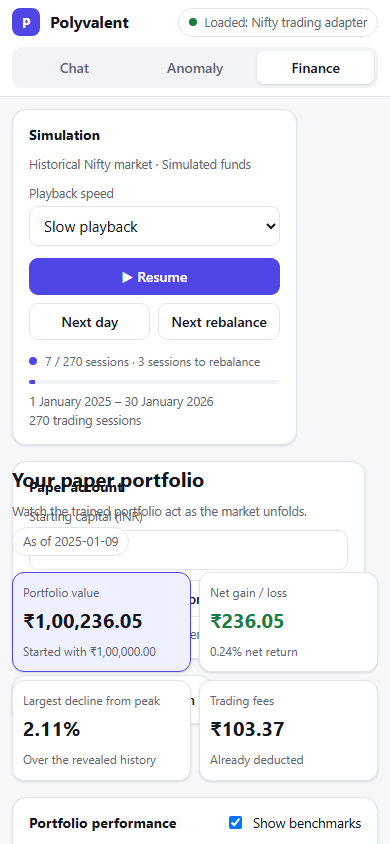 P Polyvalent
Loaded: Nifty trading adapter
Chat Anomaly Finance
Simulation
Historical Nifty market · Simulated funds
Playback speed
Slow playback
▶ Resume
Next day Next rebalance
7 / 270 sessions · 3 sessions to rebalance
1 January 2025 – 30 January 2026
270 trading sessions
Your paper portfolio
Paper account
Watch the trained portfolio act as the market unfolds.
Starting capital (INR)
As of 2025-01-09
Portfolio value Net gain / loss
₹1,00,236.05 ₹236.05
Started with ₹1,00,000.00 0.24% net return
Largest decline from peak Trading fees
2.11% ₹103.37
Over the revealed history Already deducted
Portfolio performance Show benchmarks